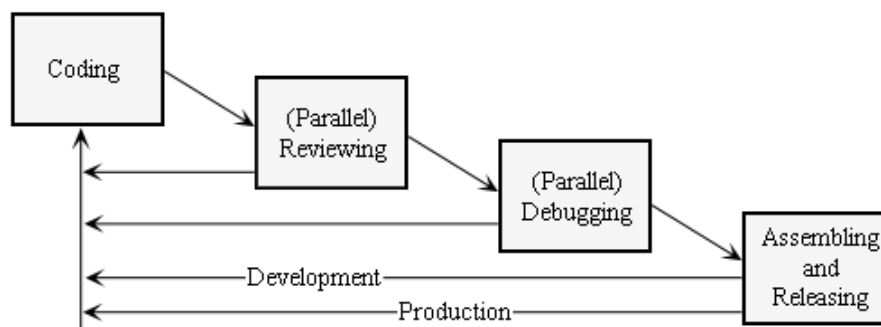 Coding
(Parallel)
Reviewing
(Parallel)
Debugging
Assembling
and
Releasing
Development
Production